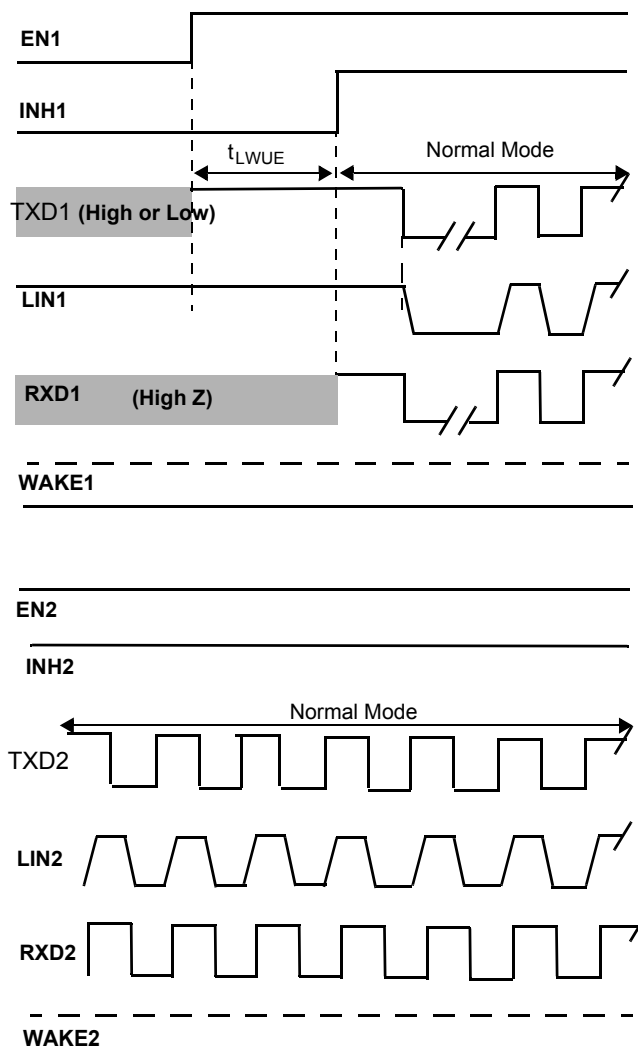 EN1
INH1
tLWUE
Normal Mode
TXD1 (High or Low)
LIN1
RXD1 (High Z)
WAKE1
EN2
INH2
Normal Mode
TXD2
LIN2
RXD2
WAKE2